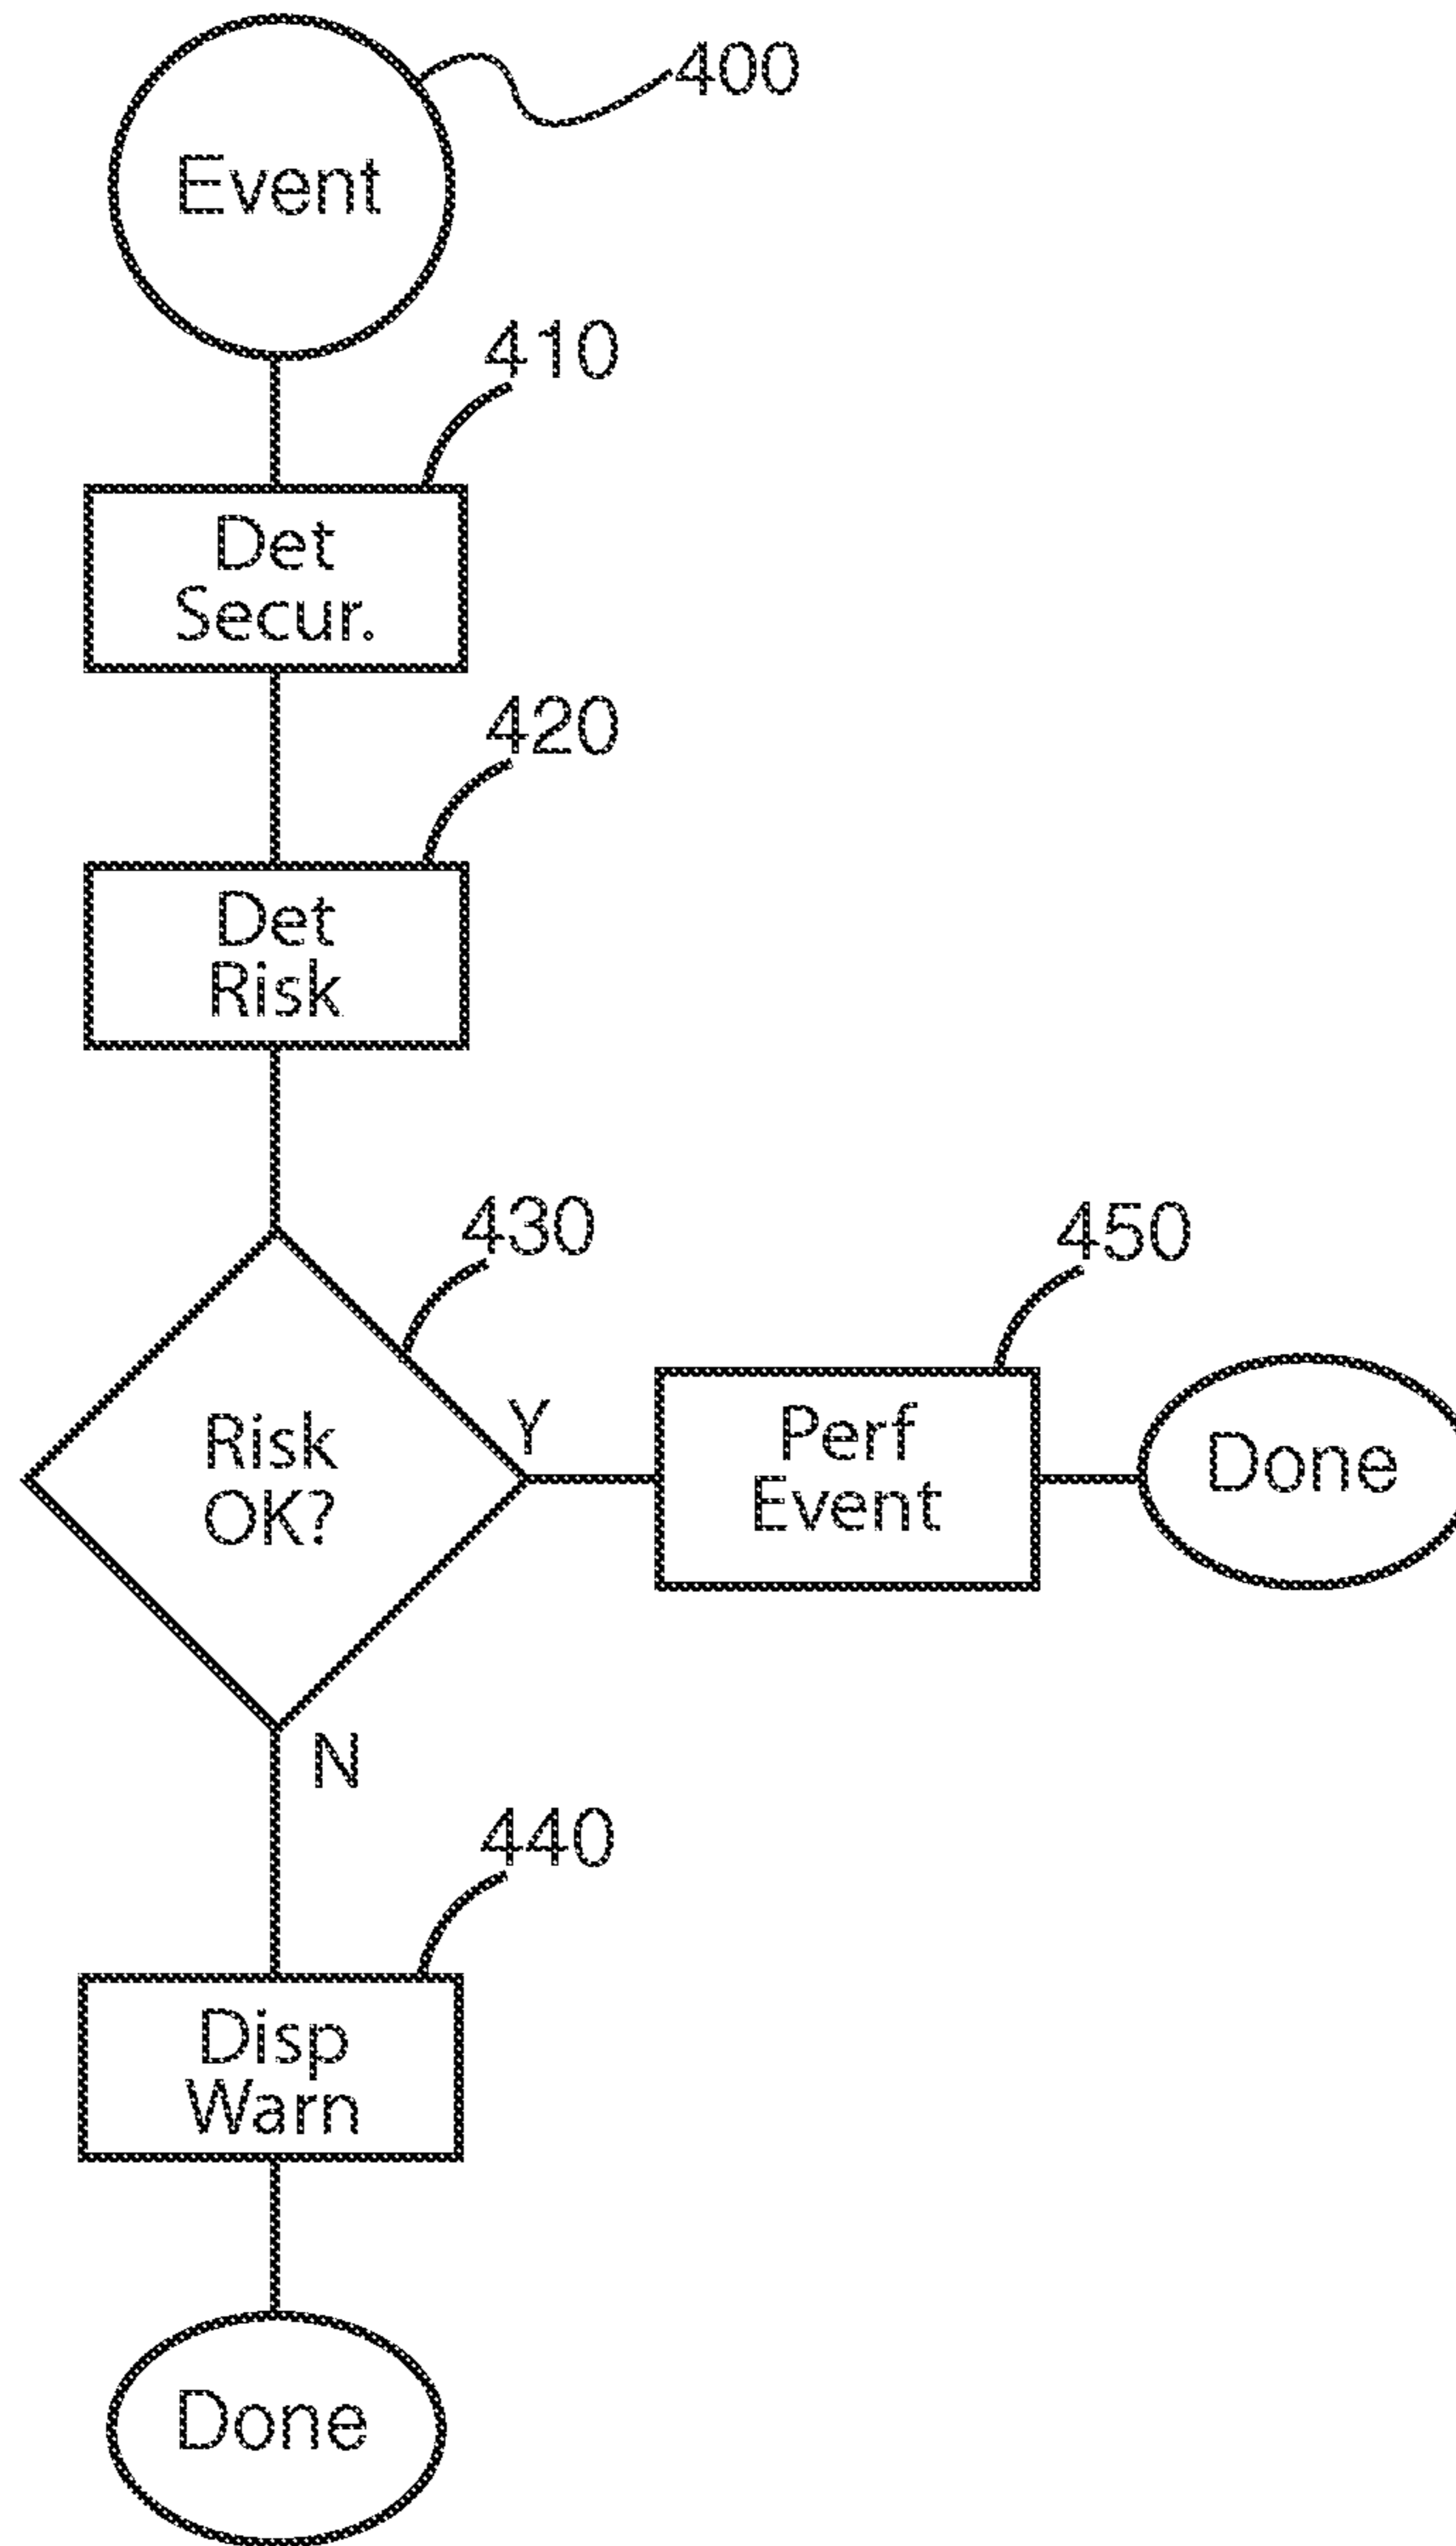 400
Event
410
Det
Secur.
420
Det
Risk
430
450
Risk
OK?
Y
Perf
Event
Done
N
440
Disp
Warn
Done